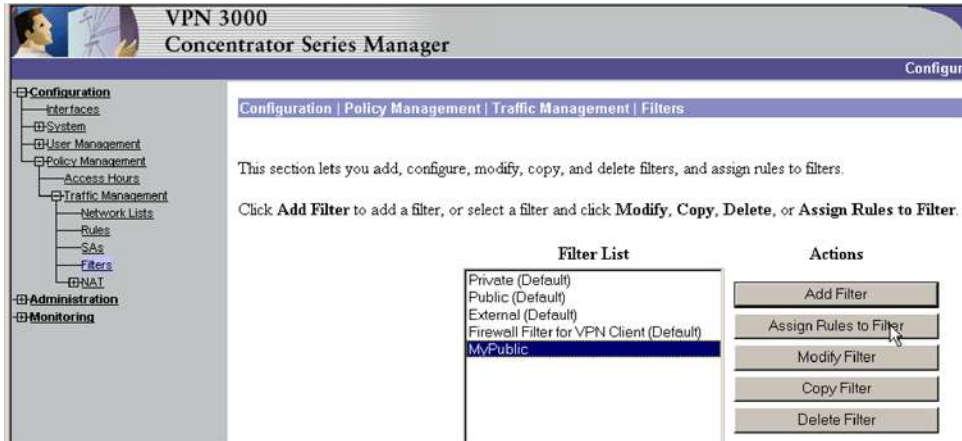 VPN 3000
Concentrator Series Manager
Configur
Configuration
Interfaces
System
User Management
Policy Management
Access Hours
Traffic Management
Network Lists
Rules
SAs
Filters
NAT
Administration
Monitoring
Configuration | Policy Management | Traffic Management | Filters
This section lets you add, configure, modify, copy, and delete filters, and assign rules to filters.
Click Add Filter to add a filter, or select a filter and click Modify, Copy, Delete, or Assign Rules to Filter.
Filter List
Private (Default)
Public (Default)
External (Default)
Firewall Filter for VPN Client (Default)
MyPublic
Actions
Add Filter
Assign Rules to Filter
Modify Filter
Copy Filter
Delete Filter